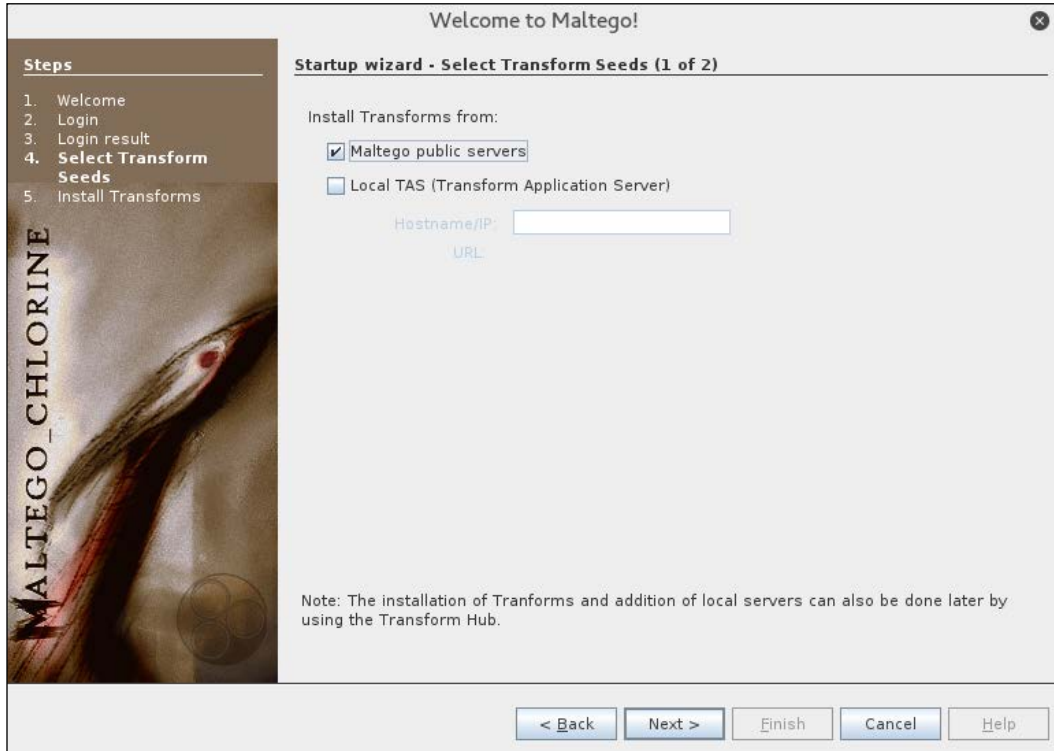 Welcome to Maltego!
Steps
1. Welcome
2. Login
3. Login result
4. Select Transform
Seeds
5. Install Transforms
MALTEGO_CHLORINE
Startup wizard - Select Transform Seeds (1 of 2)
Install Transforms from:
Maltego public servers
Local TAS (Transform Application Server)
Hostname/IP:
URL:
Note: The installation of Tranforms and addition of local servers can also be done later by
using the Transform Hub.
< Back
Next >
Finish
Cancel
Help